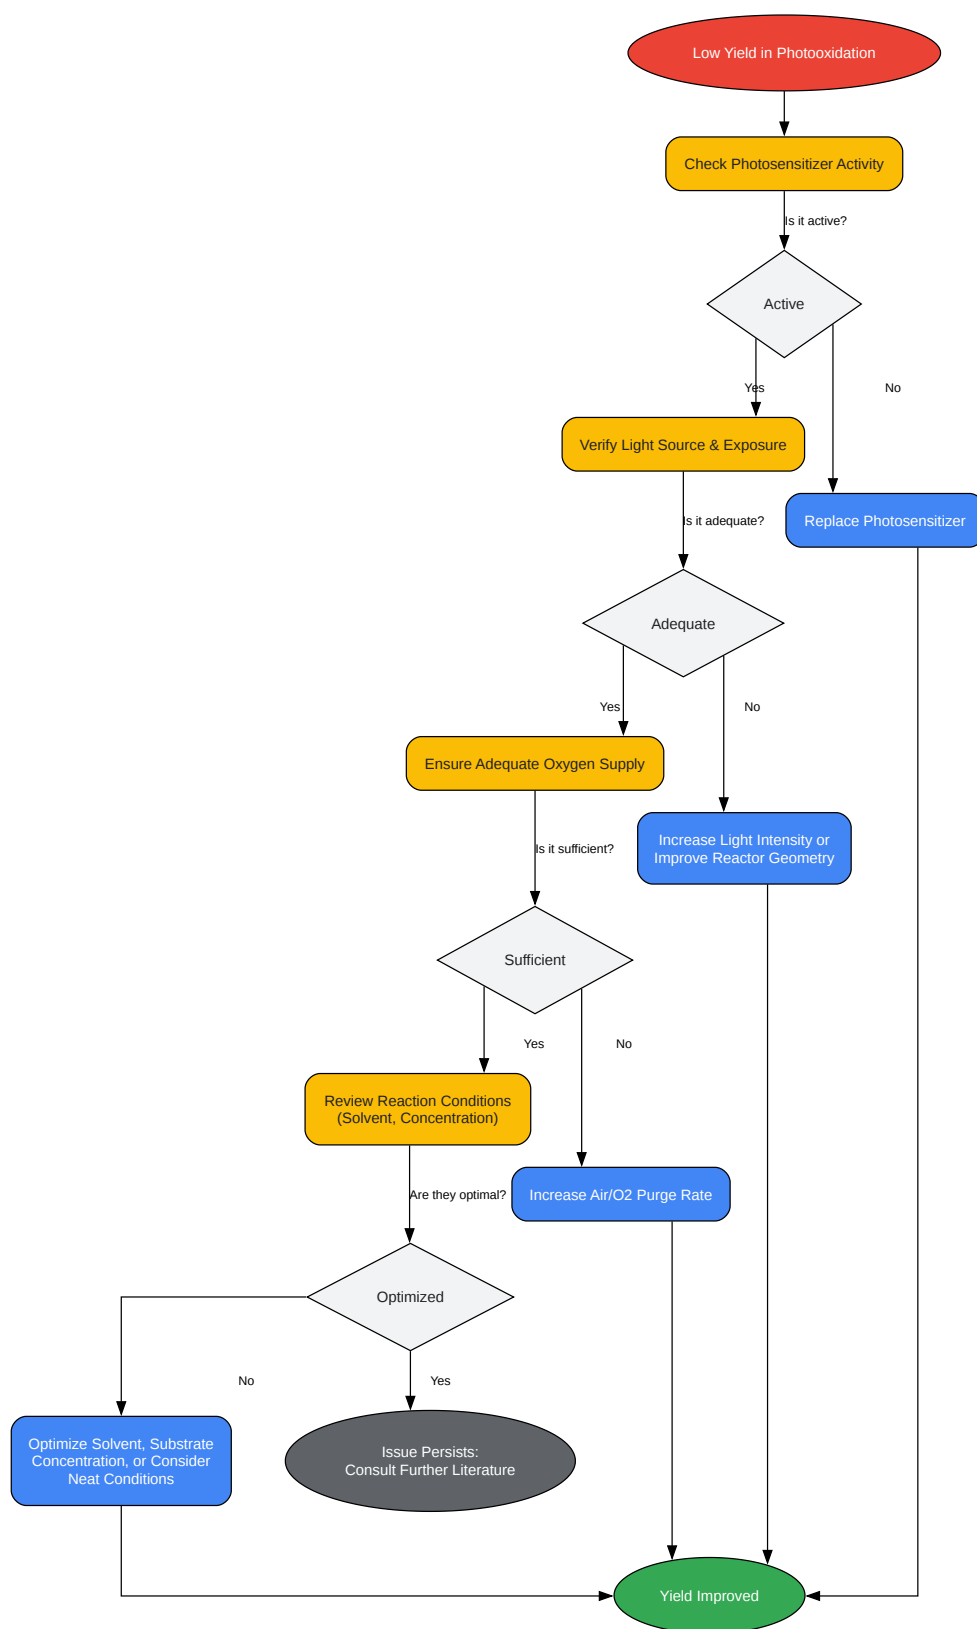 Low Yield in Photooxidation
Check Photosensitizer Activity
Is it active?
Active
Yes
No
Verify Light Source & Exposure
Is it adequate?
Replace Photosensitizer
Adequate
Yes
No
Ensure Adequate Oxygen Supply
Is it sufficient?
Increase Light Intensity or
Improve Reactor Geometry
Sufficient
Yes
No
Review Reaction Conditions
(Solvent, Concentration)
Are they optimal?
Increase Air/O2 Purge Rate
Optimized
No
Yes
Optimize Solvent, Substrate
Concentration, or Consider
Neat Conditions
Issue Persists:
Consult Further Literature
Yield Improved